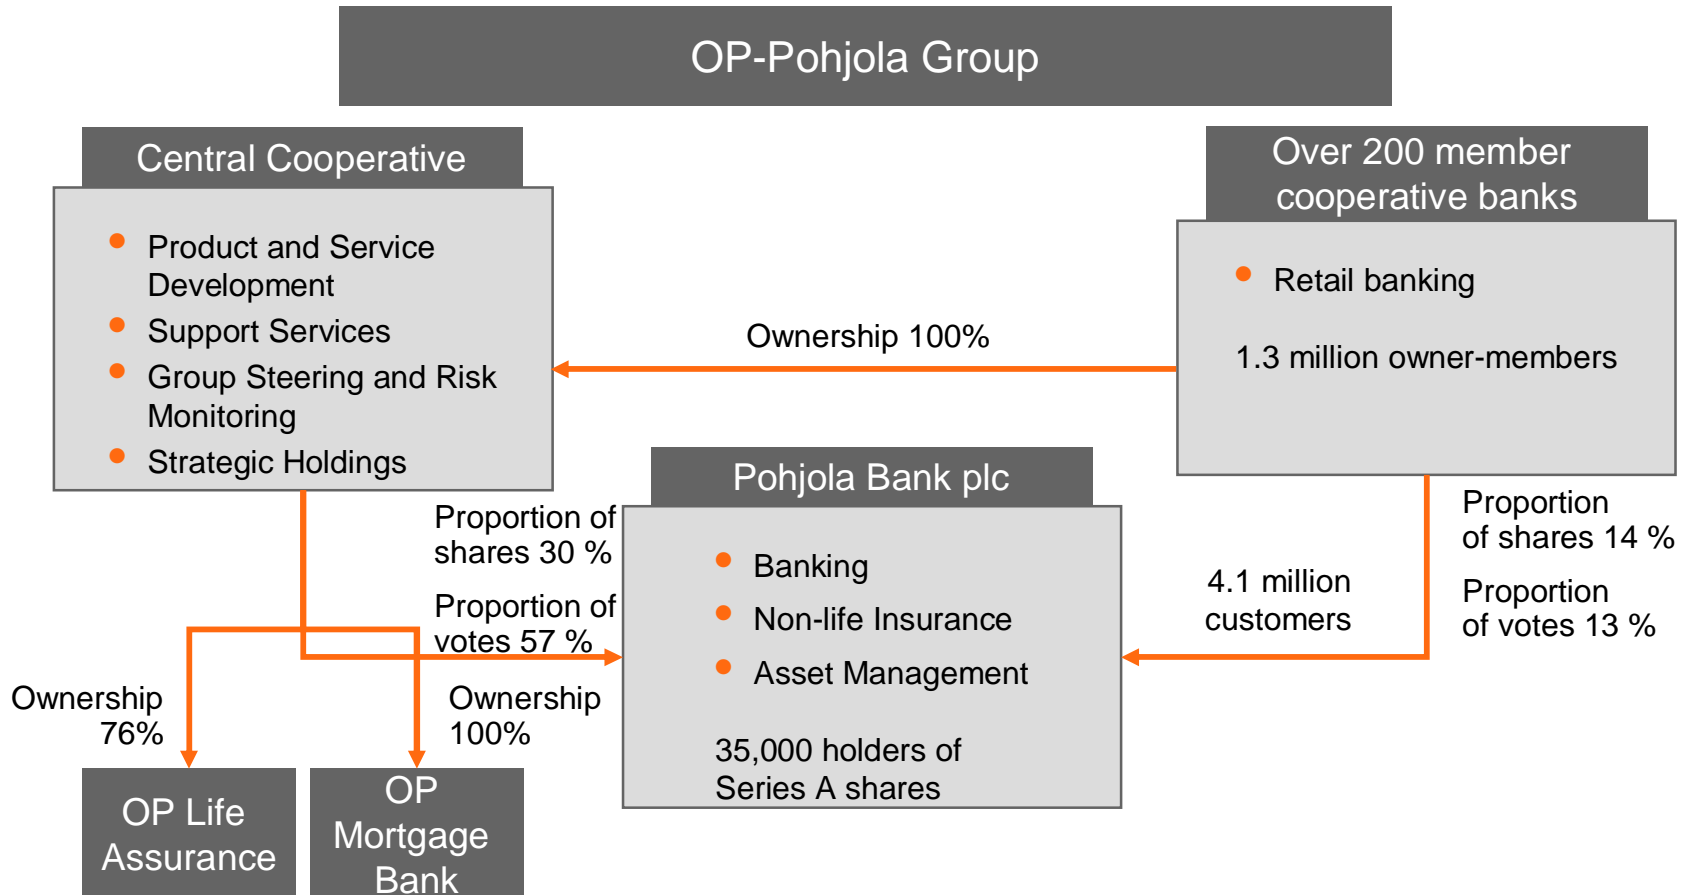 OP-Pohjola Group
Central Cooperative
Product and Service
Development
Support Services
Group Steering and Risk
Monitoring
Strategic Holdings
Over 200 member
cooperative banks
Retail banking
1.3 million owner-members
Ownership 100%
Pohjola Bank plc
Banking
Non-life Insurance
Asset Management
35,000 holders of
Series A shares
Proportion of
shares 30 %
Proportion of
votes 57 %
4.1 million
customers
Proportion
of shares 14 %
Proportion
of votes 13 %
Ownership
76%
Ownership
100%
OP Life
Assurance
OP
Mortgage
Bank